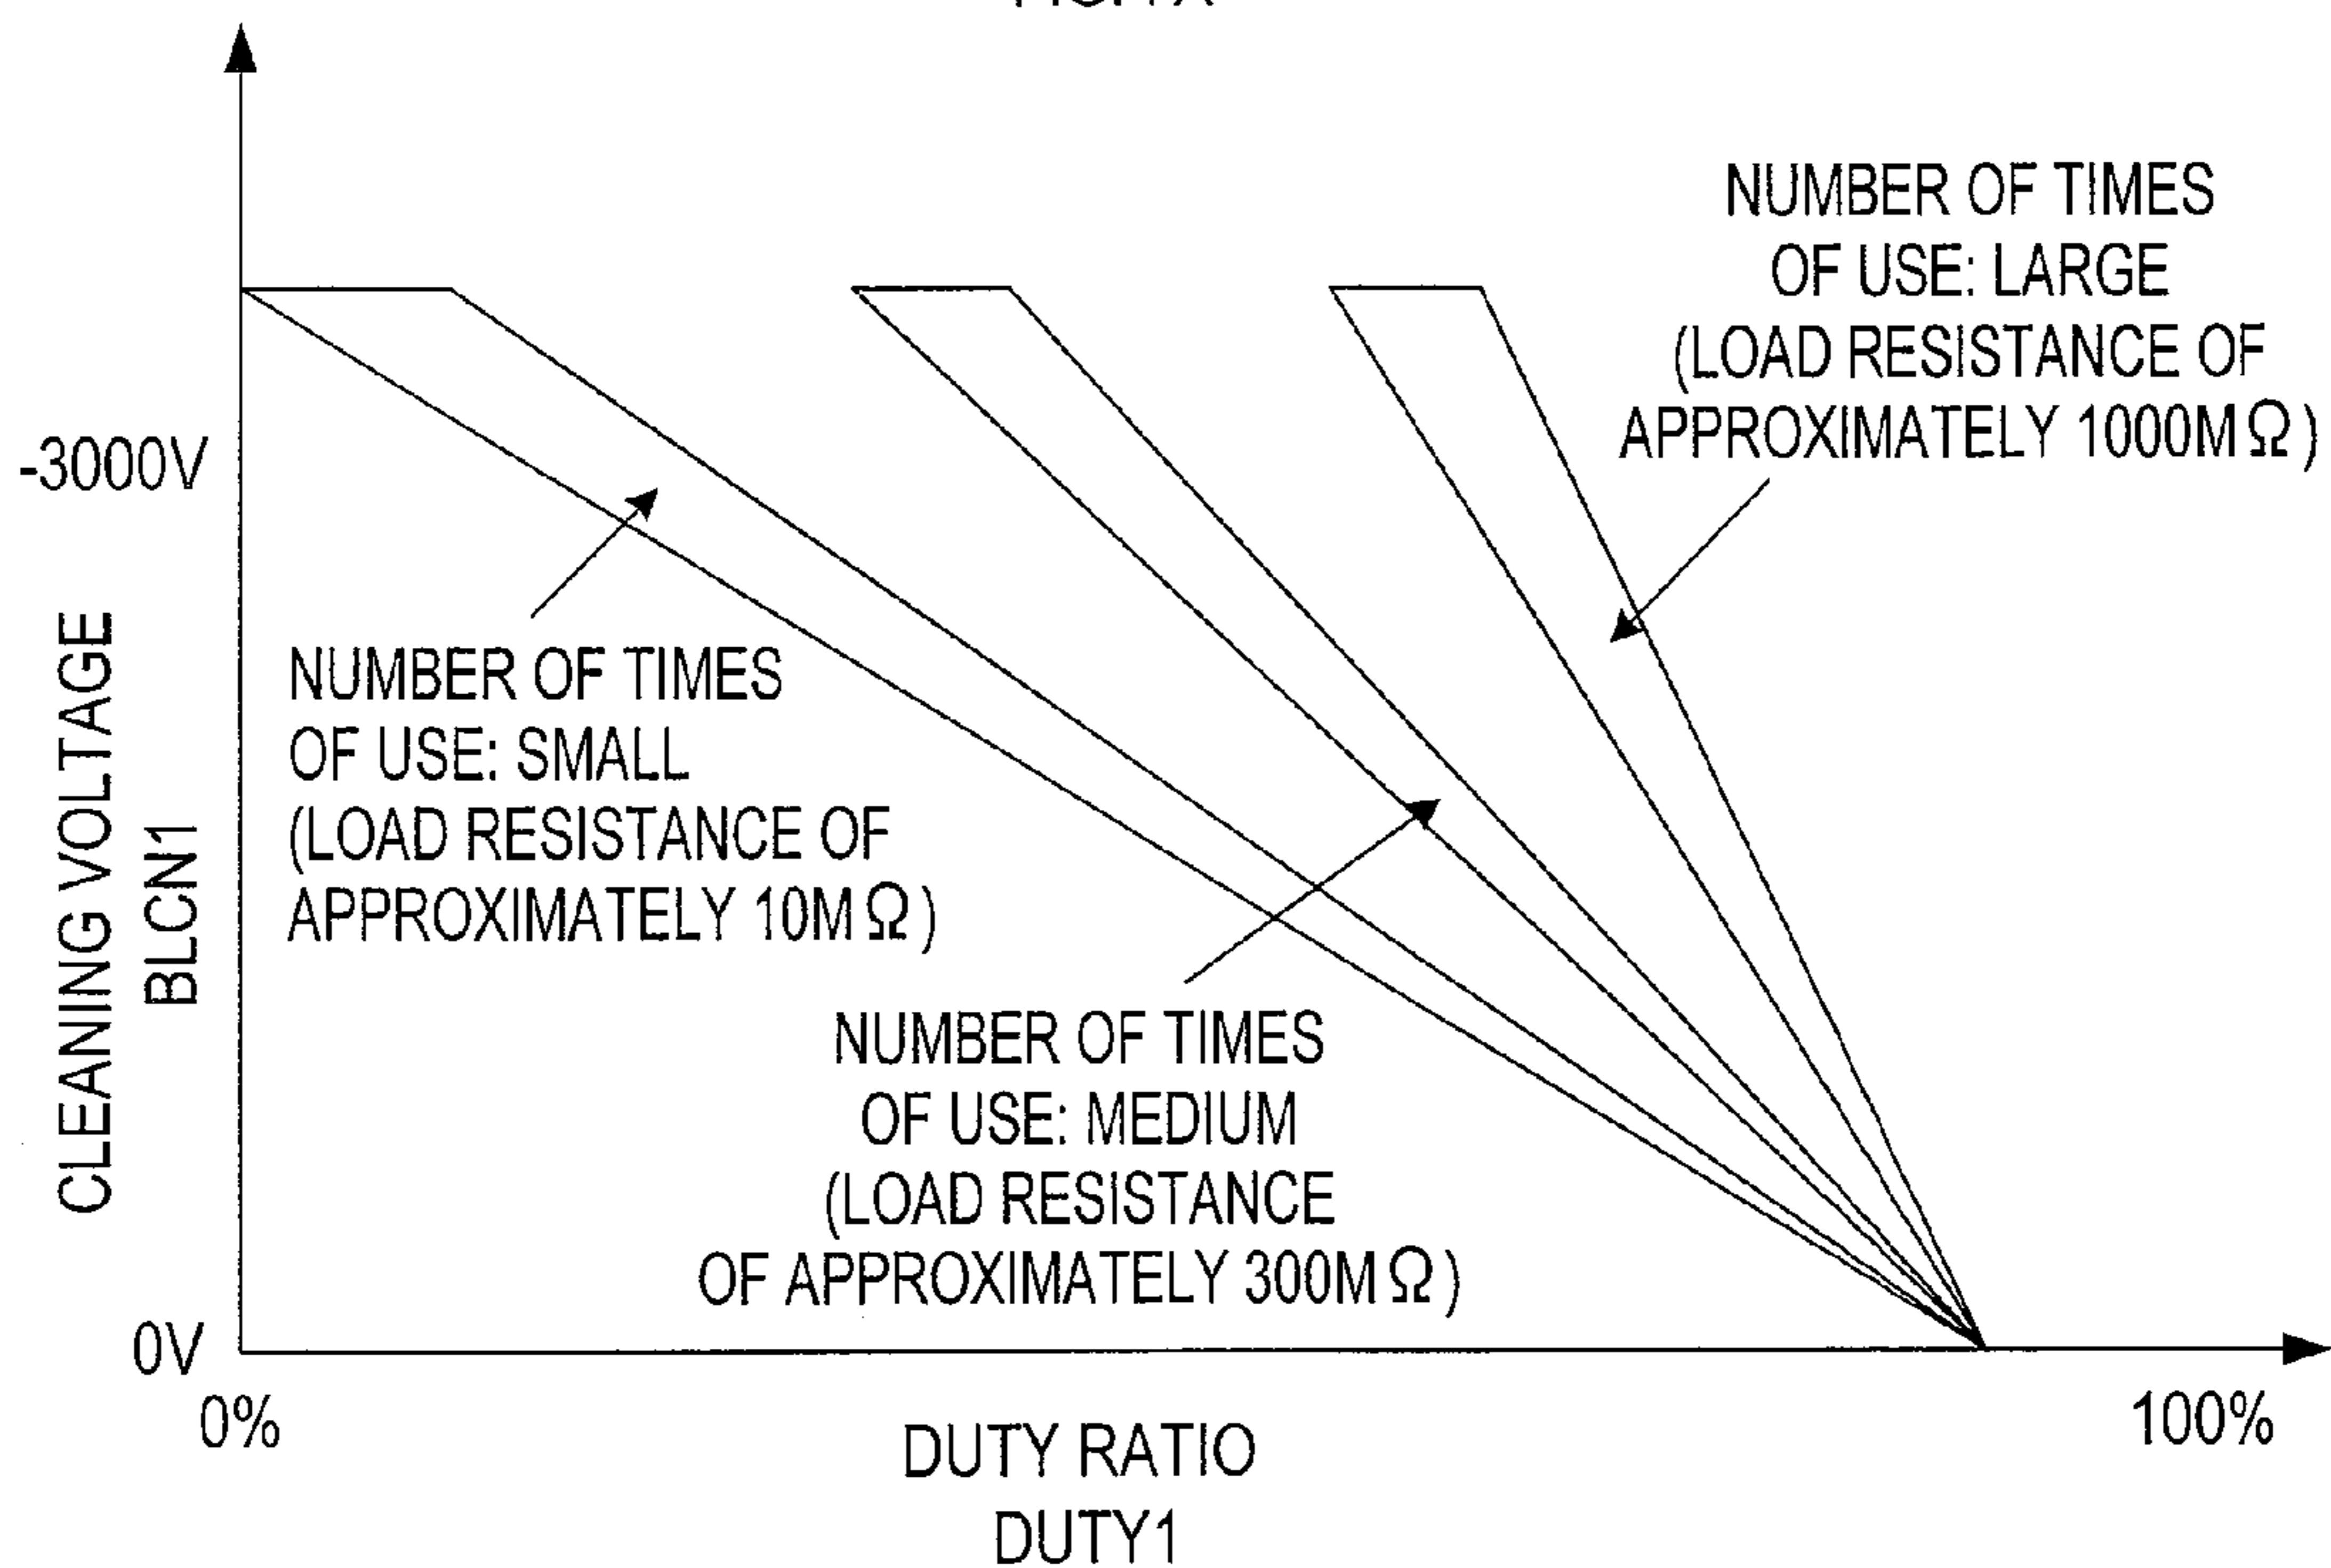 -3000V
0V
CLEANING VOLTAGE
BLCN1
NUMBER OF TIMES
OF USE: LARGE
(LOAD RESISTANCE OF
APPROXIMATELY 1000MΩ)
NUMBER OF TIMES
OF USE: SMALL
(LOAD RESISTANCE OF
APPROXIMATELY 10MΩ)
NUMBER OF TIMES
OF USE: MEDIUM
(LOAD RESISTANCE
OF APPROXIMATELY 300MΩ)
0%
100%
DUTY RATIO
DUTY1